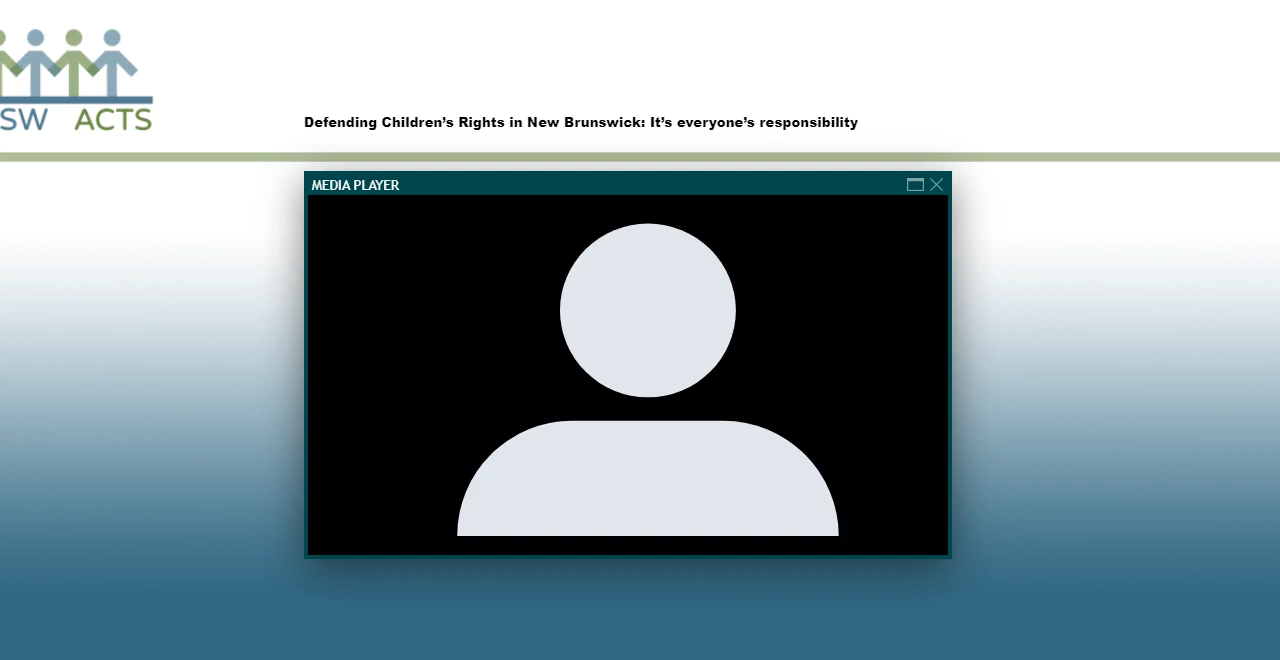 SW ACTS
Defending Children’s Rights in New Brunswick: It’s everyone’s responsibility
MEDIA PLAYER